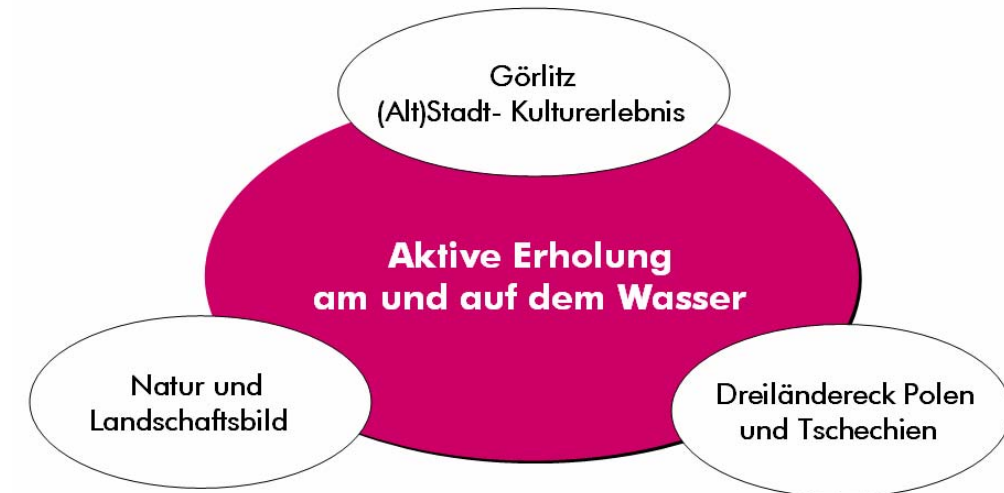 Görlitz
(Alt)Stadt- Kulturerlebnis
Aktive Erholung
am und auf dem Wasser
Natur und
Landschaftsbild
Dreiländereck Polen
und Tschechien